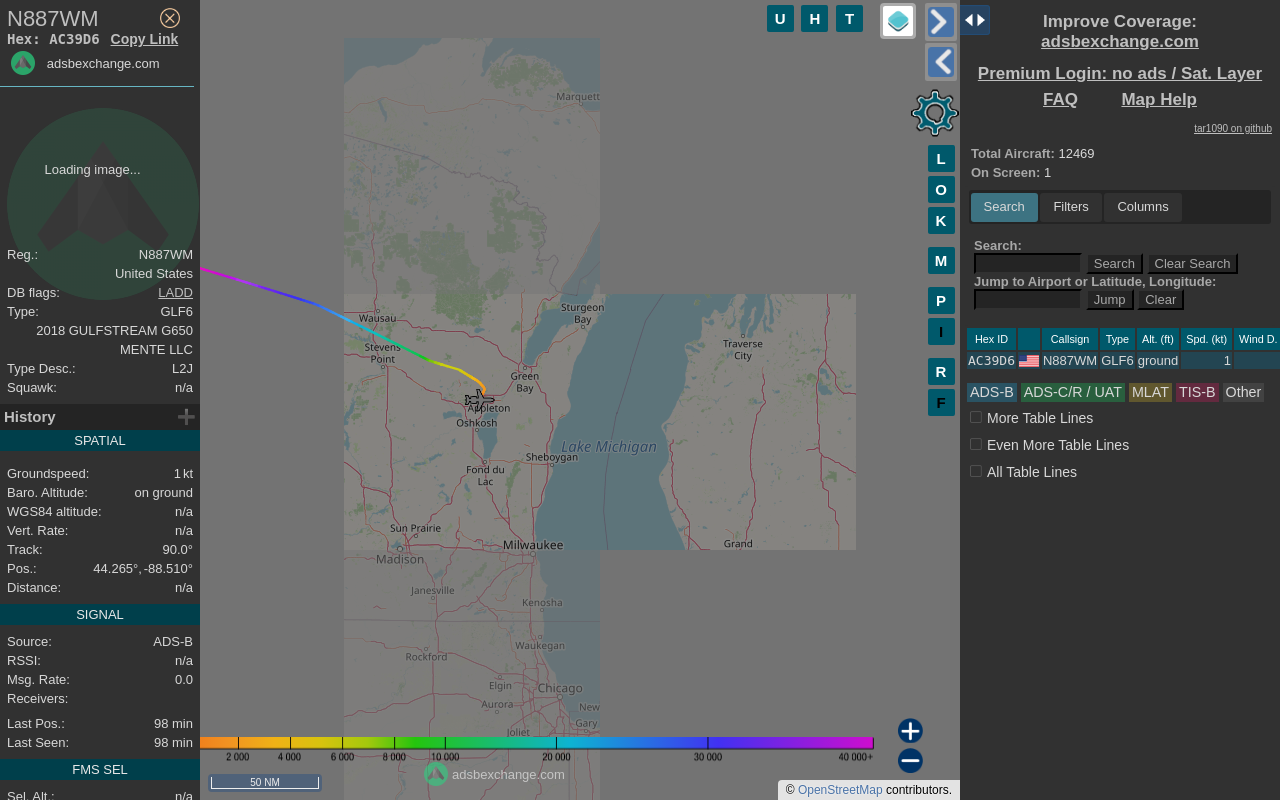 N887WM
Hex: AC39D6 Copy Link
adsbexchange.com
Loading image...
Reg.: N887WM
United States
DB flags: LADD
Type: GLF6
2018 GULFSTREAM G650
MENTE LLC
Type Desc.: L2J
Squawk: n/a
History
SPATIAL
Groundspeed: 1 kt
Baro. Altitude: on ground
WGS84 altitude: n/a
Vert. Rate: n/a
Track: 90.0°
Pos.: 44.265°, -88.510°
Distance: n/a
SIGNAL
Source: ADS-B
RSSI: n/a
Msg. Rate: 0.0
Receivers:
Last Pos.: 98 min
Last Seen: 98 min
FMS SEL
Sel. Alt.: n/a
U H T
L
O
K
M
P
I
R
F
Marquett
Wausau
Stevens
Point
Sturgeon
Bay
Green
Bay
Traverse
City
Appleton
Oshkosh
Lake Michigan
Sheboygan
Fond du
Lac
Sun Prairie
Milwaukee
Grand
Madison
Janesville
Kenosha
Waukegan
Rockford
Elgin
Chicago
Aurora
New
Gary
Joliet
2 000 4 000 6 000 8 000 10 000 20 000 30 000 40 000+
50 NM
adsbexchange.com
© OpenStreetMap contributors.
Improve Coverage:
adsbexchange.com
Premium Login: no ads / Sat. Layer
FAQ Map Help
tar1090 on github
Total Aircraft: 12469
On Screen: 1
Search Filters Columns
Search:
Search Clear Search
Jump to Airport or Latitude, Longitude:
Jump Clear
Hex ID Callsign Type Alt. (ft) Spd. (kt) Wind D.
AC39D6 N887WM GLF6 ground 1
ADS-B ADS-C/R / UAT MLAT TIS-B Other
More Table Lines
Even More Table Lines
All Table Lines